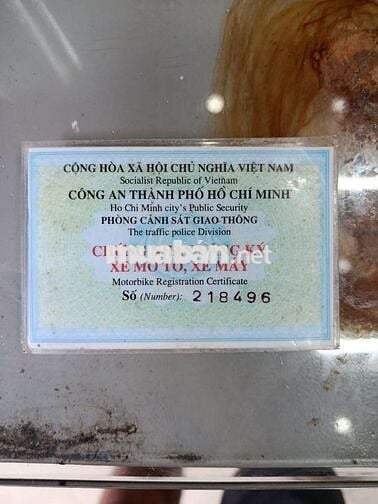 CỘNG HÒA XÃ HỘI CHỦ NGHĨA VIỆT NAM
Socialist Republic of Vietnam
CÔNG AN THÀNH PHỐ HỒ CHÍ MINH
Ho Chi Minh city's Public Security
PHÒNG CẢNH SÁT GIAO THÔNG
The traffic police Division
KÝ
muaban.net
XE MÔ TÔ, XE MÁY
Motorbike Registration Certificate
Số (Number): 218496